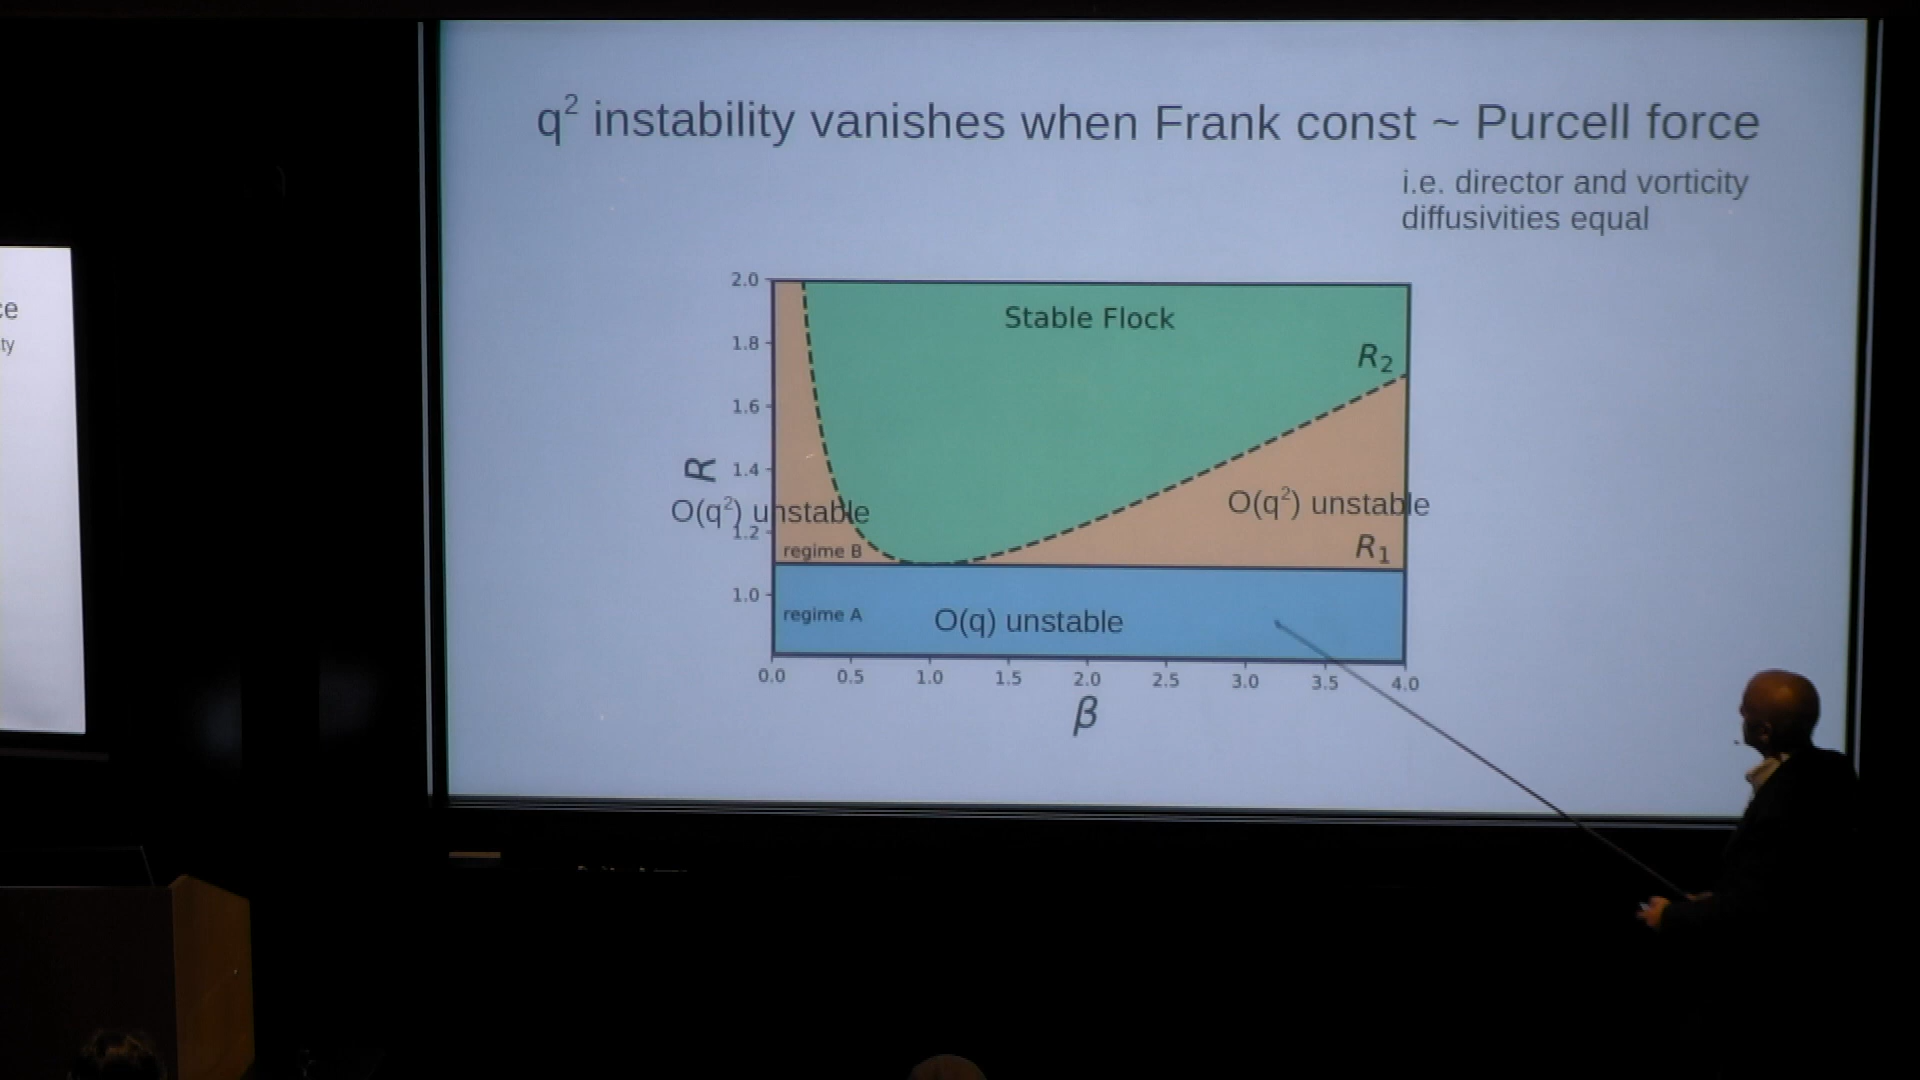 q² instability vanishes when Frank const ~ Purcell force
i.e. director and vorticity
diffusivities equal
ce
ty
2.0
1.8
1.6
1.4
1.2
1.0
R
Stable Flock
R₂
O(q²) unstable
O(q²) unstable
regime B
R₁
regime A
O(q) unstable
0.0 0.5 1.0 1.5 2.0 2.5 3.0 3.5 4.0
β